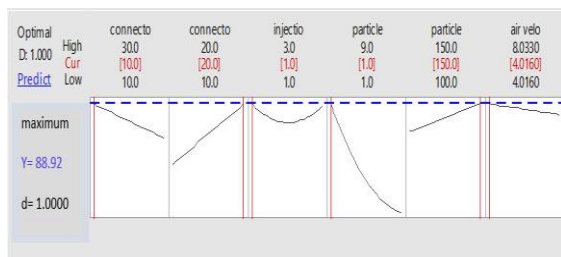 Optimal connecto connecto injectio particle particle air velo
D: 1.000 High 30.0 20.0 3.0 9.0 150.0 8.0330
Cur [10.0] [20.0] [1.0] [1.0] [150.0] [4.0160]
Predict Low 10.0 10.0 1.0 1.0 100.0 4.0160
maximum
Y= 88.92
d= 1.0000